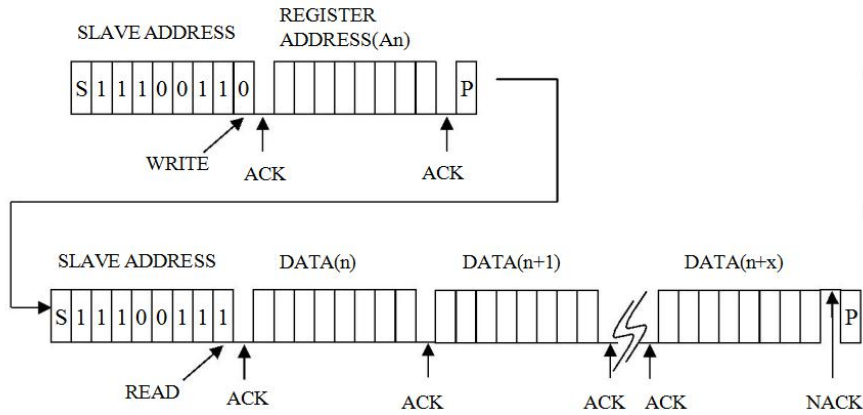 SLAVE ADDRESS
REGISTER
ADDRESS(An)
S 1 1 1 0 0 1 1 0
P
WRITE
ACK
ACK
SLAVE ADDRESS
DATA(n)
DATA(n+1)
DATA(n+x)
S 1 1 1 0 0 1 1 1
P
READ
ACK
ACK
ACK
ACK
NACK